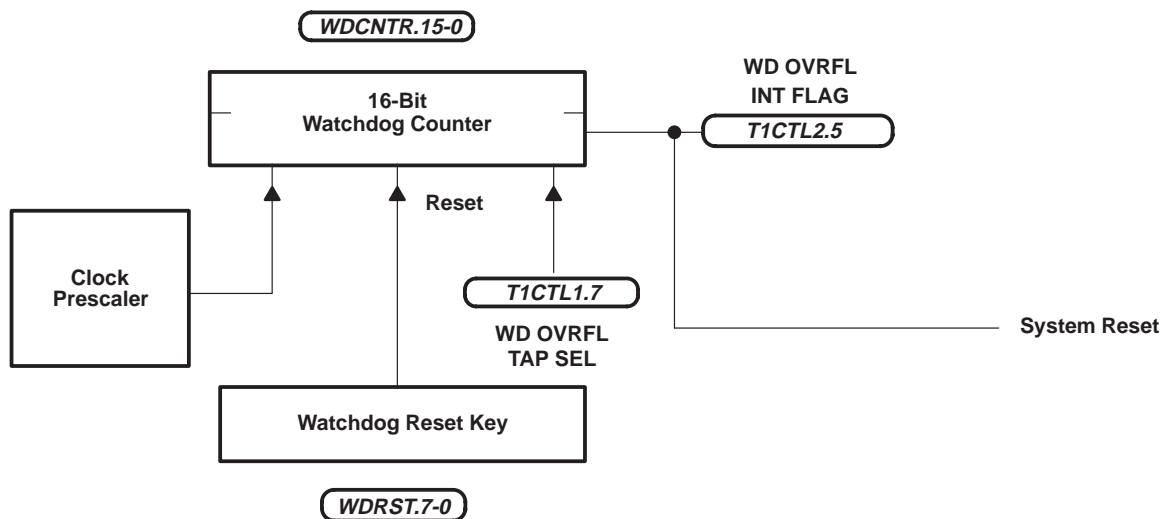 WDCNTR.15-0
16-Bit
Watchdog Counter
WD OVRFL
INT FLAG
T1CTL2.5
Reset
Clock
Prescaler
T1CTL1.7
WD OVRFL
TAP SEL
System Reset
Watchdog Reset Key
WDRST.7-0